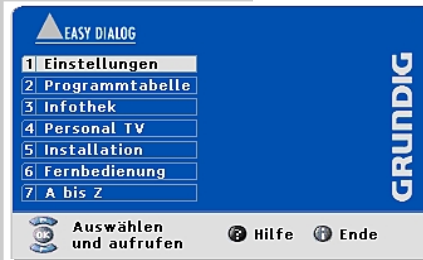 EASY DIALOG
1 Einstellungen
2 Programmtabelle
3 Infothek
4 Personal TV
5 Installation
6 Fernbedienung
7 A bis Z
GRUNDIG
OK
Auswählen
und aufrufen
? Hilfe
i Ende